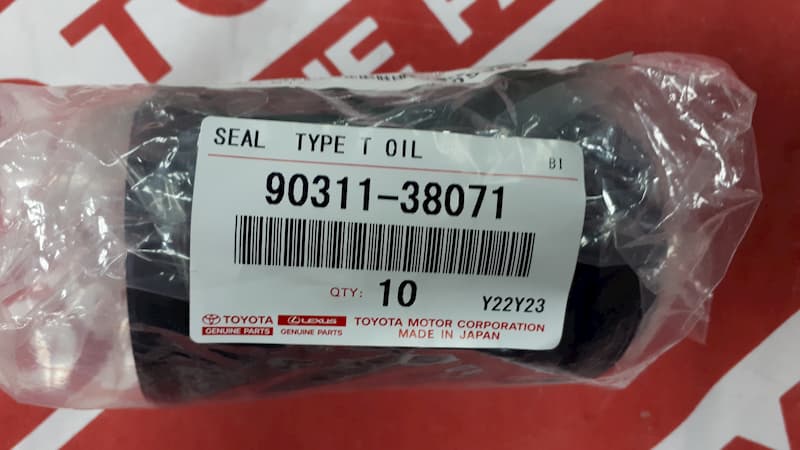 SEAL TYPE T OIL
B1
90311-38071
QTY: 10
Y22Y23
TOYOTA
GENUINE PARTS
LEXUS
GENUINE PARTS
TOYOTA MOTOR CORPORATION
MADE IN JAPAN